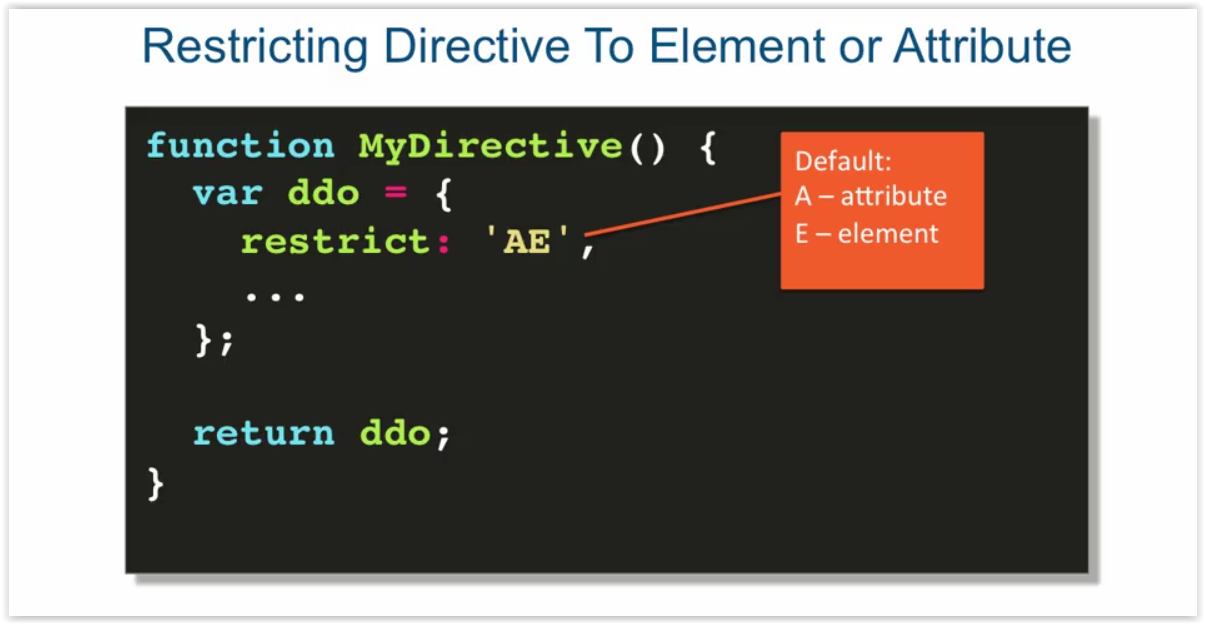 Restricting Directive To Element or Attribute
function MyDirective() {
var ddo = {
restrict: 'AE',
...
};
return ddo;
}
Default:
A – attribute
E – element